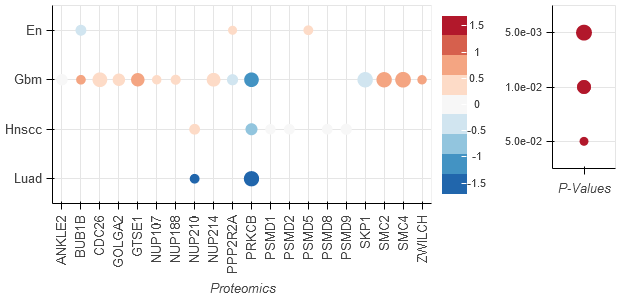 En
Gbm
Hnscc
Luad
ANKLE2
BUB1B
CDC26
GOLGA2
GTSE1
NUP107
NUP188
NUP210
NUP214
PPP2R2A
PRKCB
PSMD1
PSMD2
PSMD5
PSMD8
PSMD9
SKP1
SMC2
SMC4
ZWILCH
Proteomics
1.5
1
0.5
0
-0.5
-1
-1.5
5.0e-03
1.0e-02
5.0e-02
P-Values